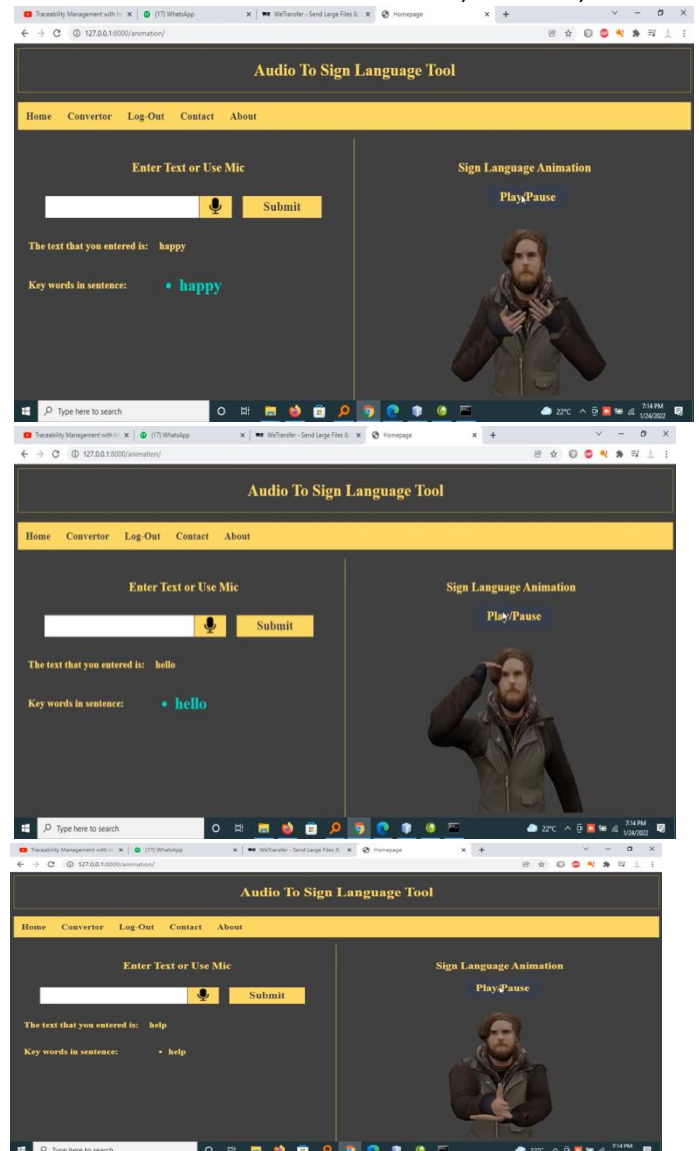 Traceability Management with
(17) WhatsApp
WeTransfer - Send Large Files &
Homepage
127.0.0.1:8000/animation/
Audio To Sign Language Tool
Home Convertor Log-Out Contact About
Enter Text or Use Mic
Sign Language Animation
Play/Pause
Submit
The text that you entered is: happy
Key words in sentence:
• happy
Type here to search
22°C
7:14 PM
1/24/2022
Traceability Management with
(17) WhatsApp
WeTransfer - Send Large Files &
Homepage
127.0.0.1:8000/animation/
Audio To Sign Language Tool
Home Convertor Log-Out Contact About
Enter Text or Use Mic
Sign Language Animation
Play/Pause
Submit
The text that you entered is: hello
Key words in sentence:
• hello
Type here to search
22°C
7:14 PM
1/24/2022
Traceability Management with
(17) WhatsApp
WeTransfer - Send Large Files &
Homepage
127.0.0.1:8000/animation/
Audio To Sign Language Tool
Home Convertor Log-Out Contact About
Enter Text or Use Mic
Sign Language Animation
Play/Pause
Submit
The text that you entered is: help
Key words in sentence:
• help
Type here to search
22°C
7:14 PM